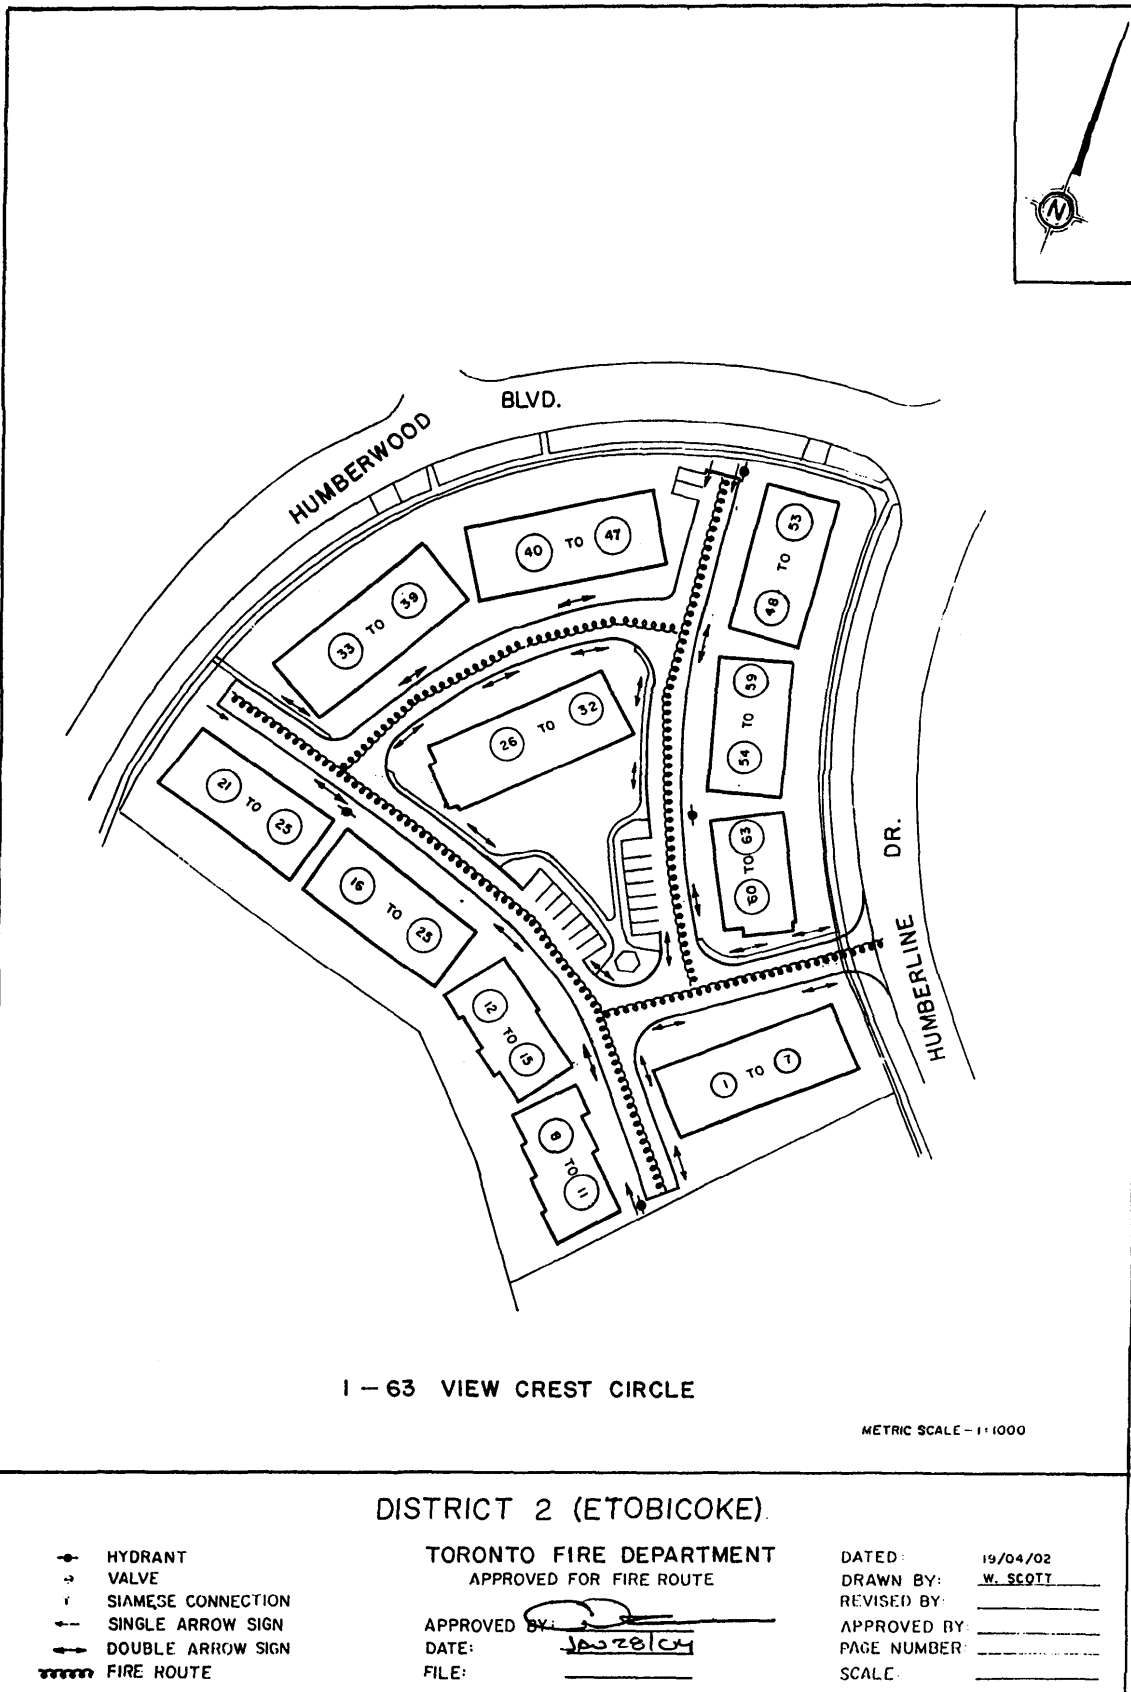 N
BLVD.
HUMBERWOOD
40 TO 47
53 TO 48
33 TO 39
59 TO 54
26 TO 32
21 TO 25
63 TO 60
DR.
16 TO 25
HUMBERLINE
12 TO 15
1 TO 7
8 TO 11
1 – 63 VIEW CREST CIRCLE
METRIC SCALE – 1:1000
DISTRICT 2 (ETOBICOKE).
HYDRANT
VALVE
SIAMESE CONNECTION
SINGLE ARROW SIGN
DOUBLE ARROW SIGN
FIRE ROUTE
TORONTO FIRE DEPARTMENT
APPROVED FOR FIRE ROUTE
APPROVED BY:
DATE: JAN 28/04
FILE:
DATED: 19/04/02
DRAWN BY: W. SCOTT
REVISED BY:
APPROVED BY:
PAGE NUMBER:
SCALE: